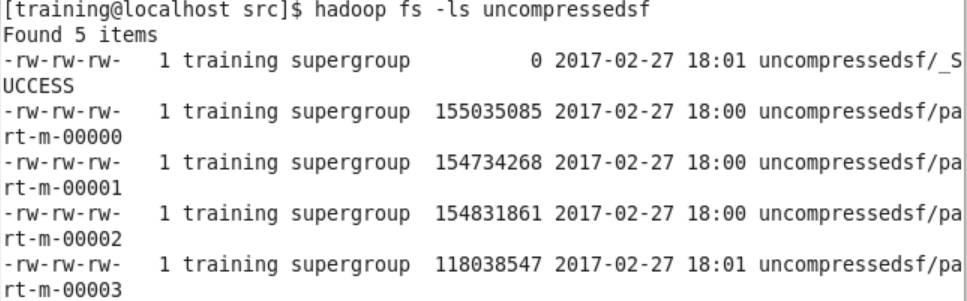 [training@localhost src]$ hadoop fs -ls uncompressedsf
Found 5 items
-rw-rw-rw-   1 training supergroup          0 2017-02-27 18:01 uncompressedsf/_S
UCCESS
-rw-rw-rw-   1 training supergroup  155035085 2017-02-27 18:00 uncompressedsf/pa
rt-m-00000
-rw-rw-rw-   1 training supergroup  154734268 2017-02-27 18:00 uncompressedsf/pa
rt-m-00001
-rw-rw-rw-   1 training supergroup  154831861 2017-02-27 18:00 uncompressedsf/pa
rt-m-00002
-rw-rw-rw-   1 training supergroup  118038547 2017-02-27 18:01 uncompressedsf/pa
rt-m-00003